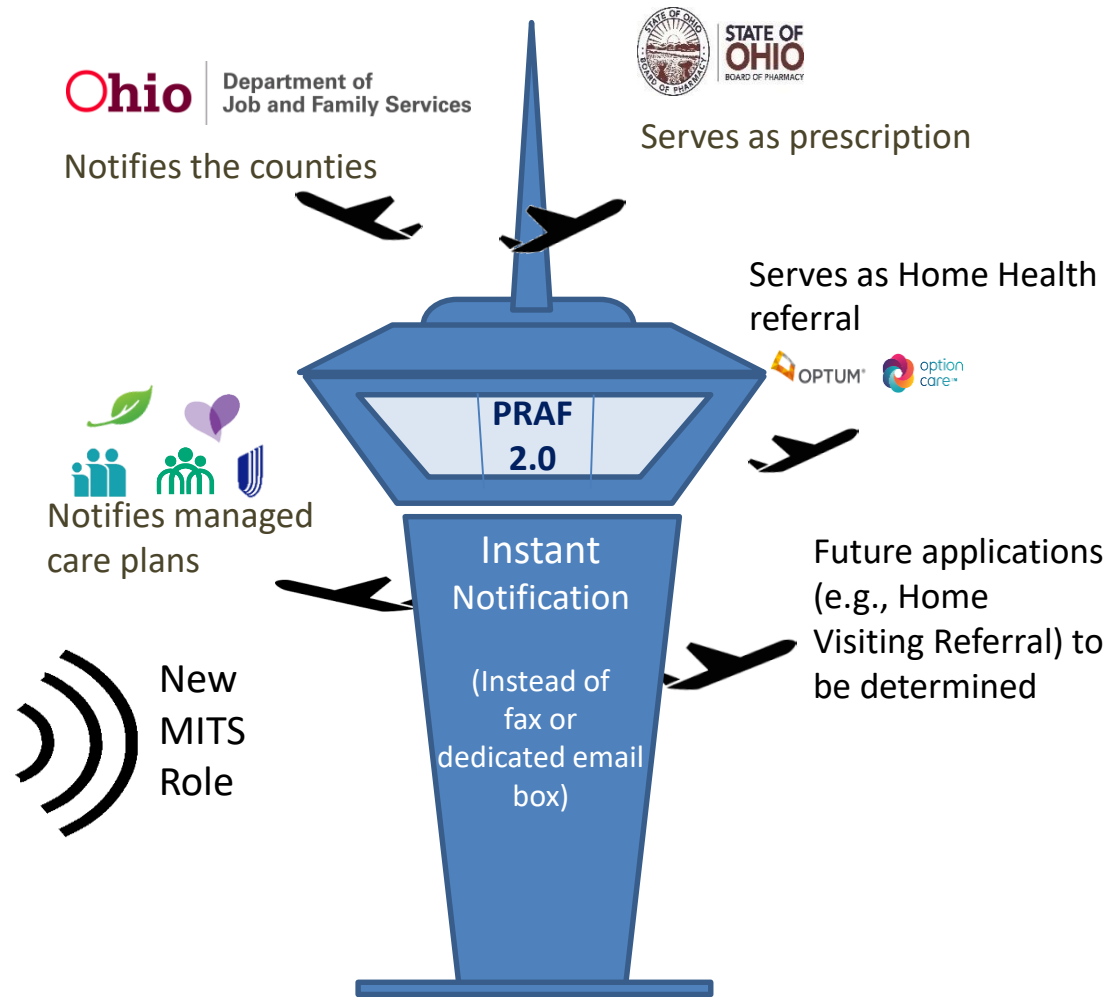 Ohio
Department of
Job and Family Services
Notifies the counties
STATE OF OHIO
BOARD OF PHARMACY
STATE OF
OHIO
BOARD OF PHARMACY
Serves as prescription
Serves as Home Health
referral
OPTUM®
option
care™
PRAF
2.0
Notifies managed
care plans
Instant
Notification
(Instead of
fax or
dedicated email
box)
Future applications
(e.g., Home
Visiting Referral) to
be determined
New
MITS
Role